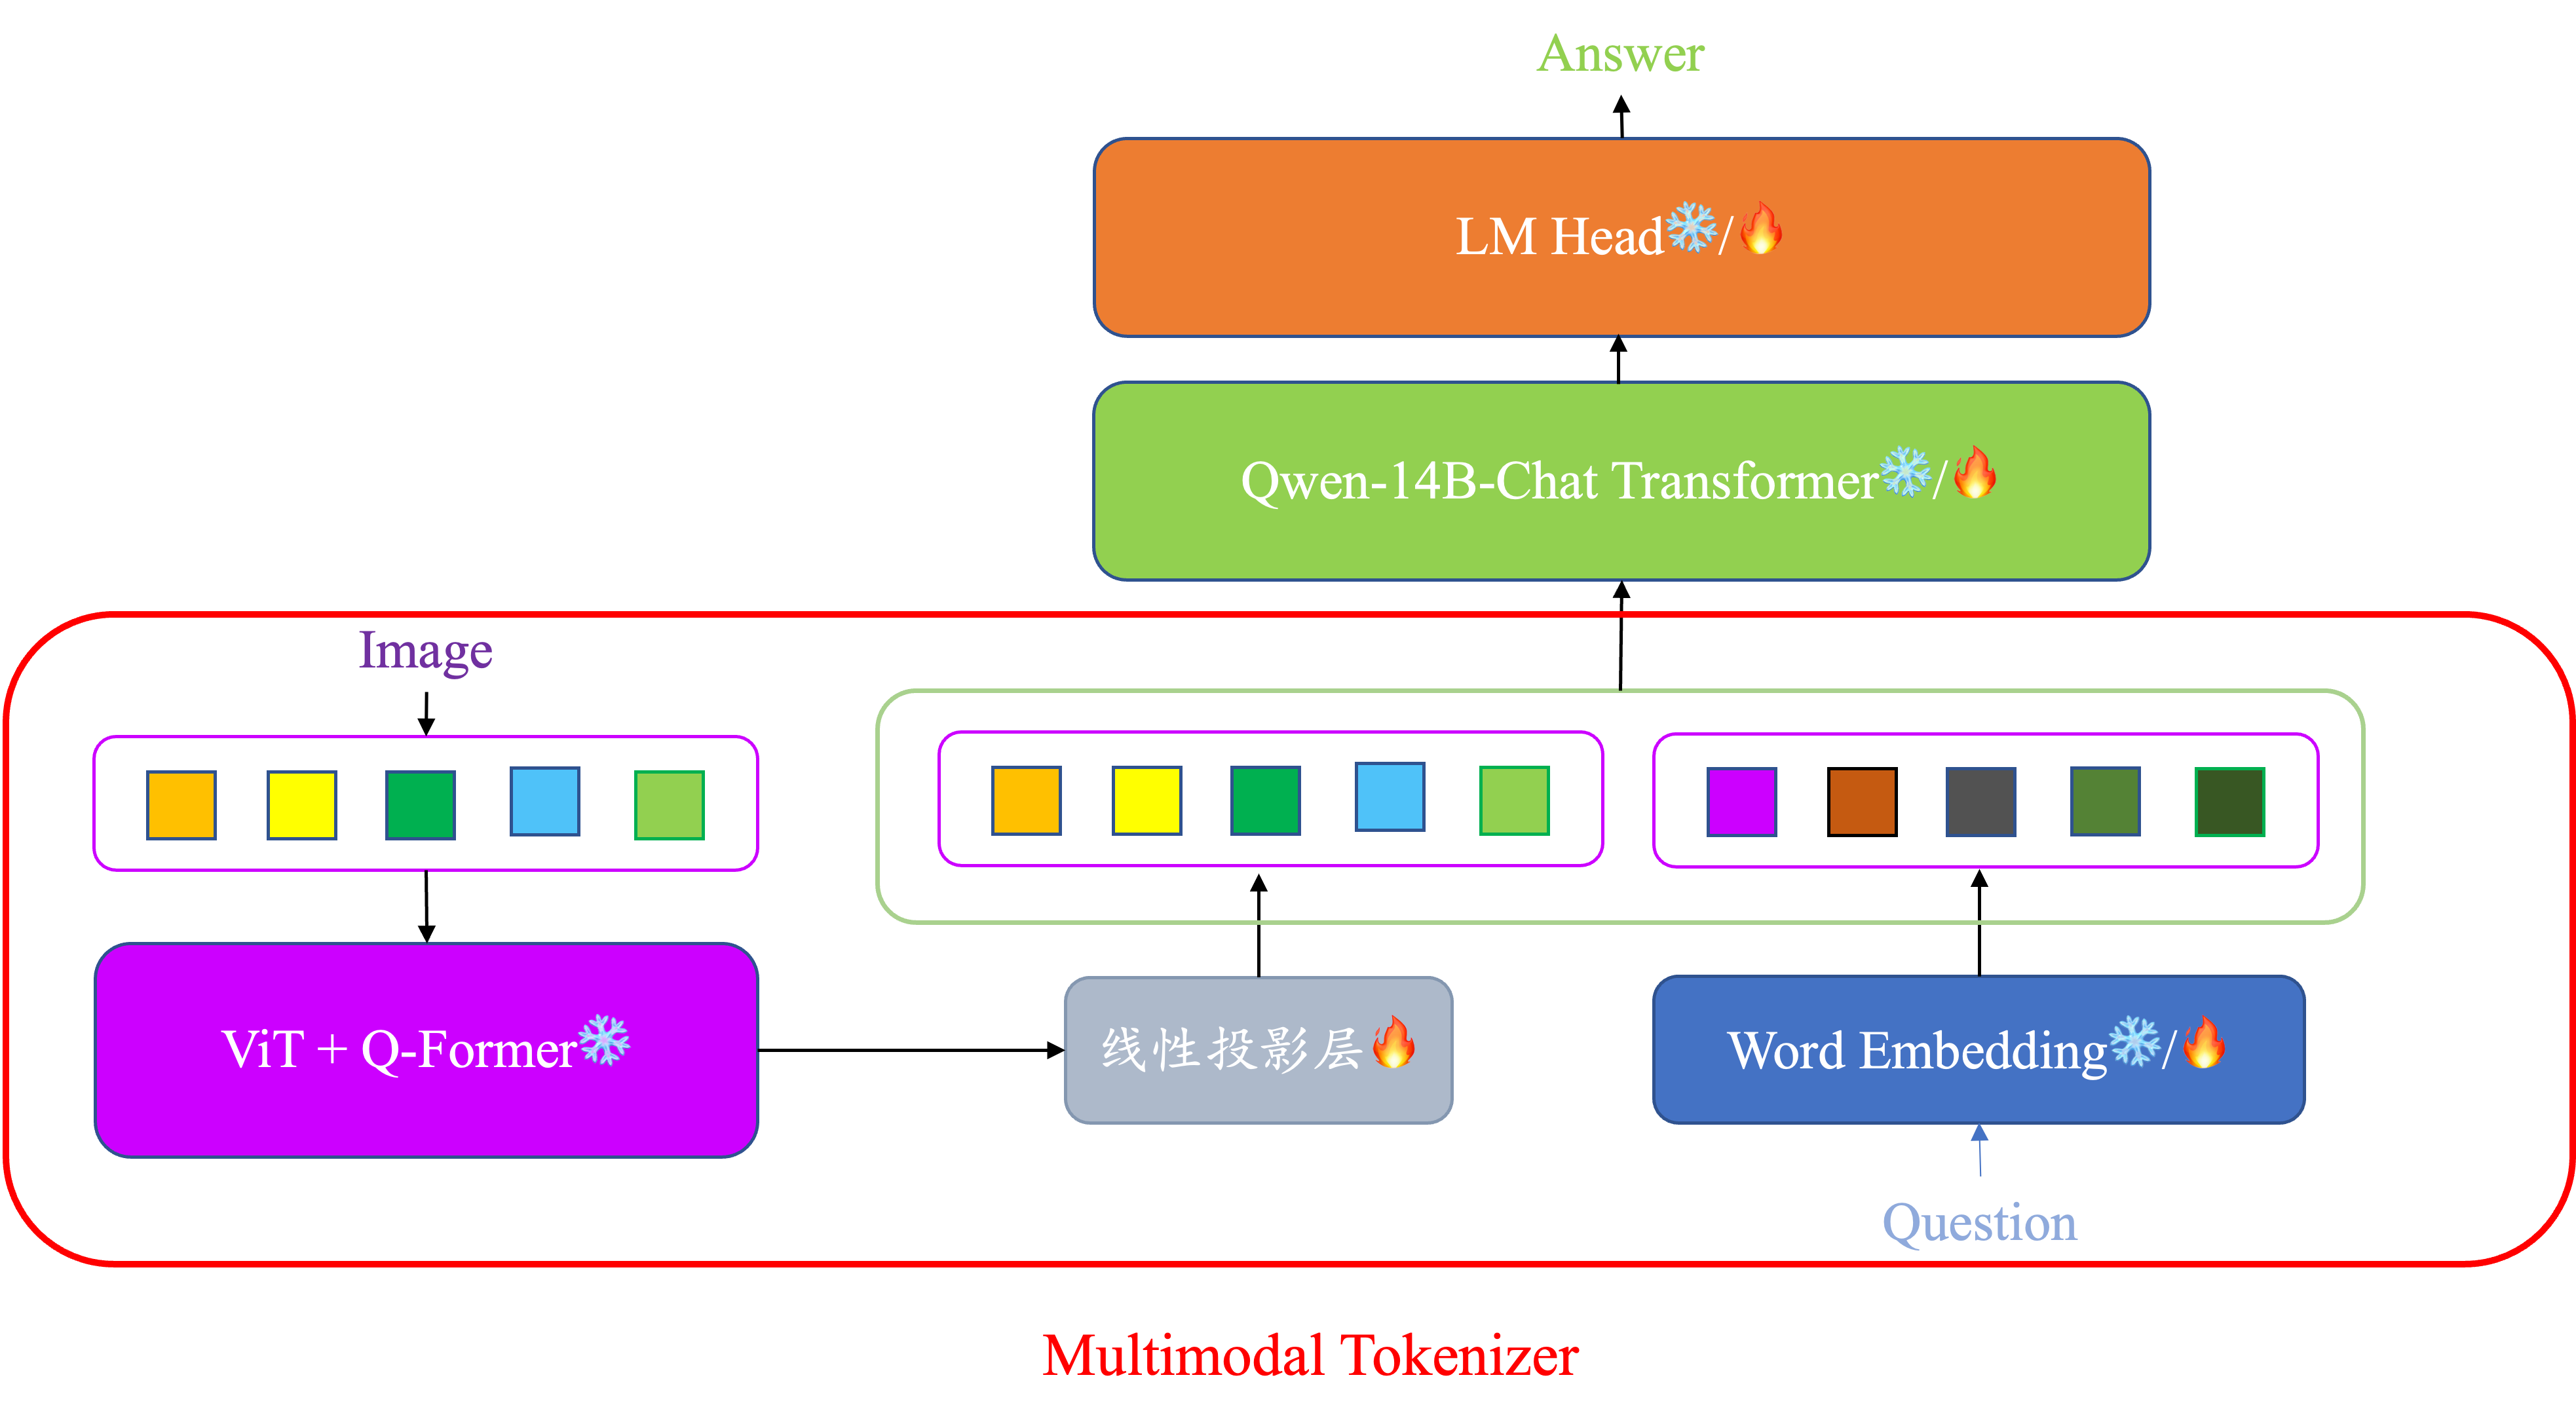 Answer
LM Head❄️/🔥
Qwen-14B-Chat Transformer❄️/🔥
Image
ViT + Q-Former❄️
线性投影层🔥
Word Embedding❄️/🔥
Question
Multimodal Tokenizer